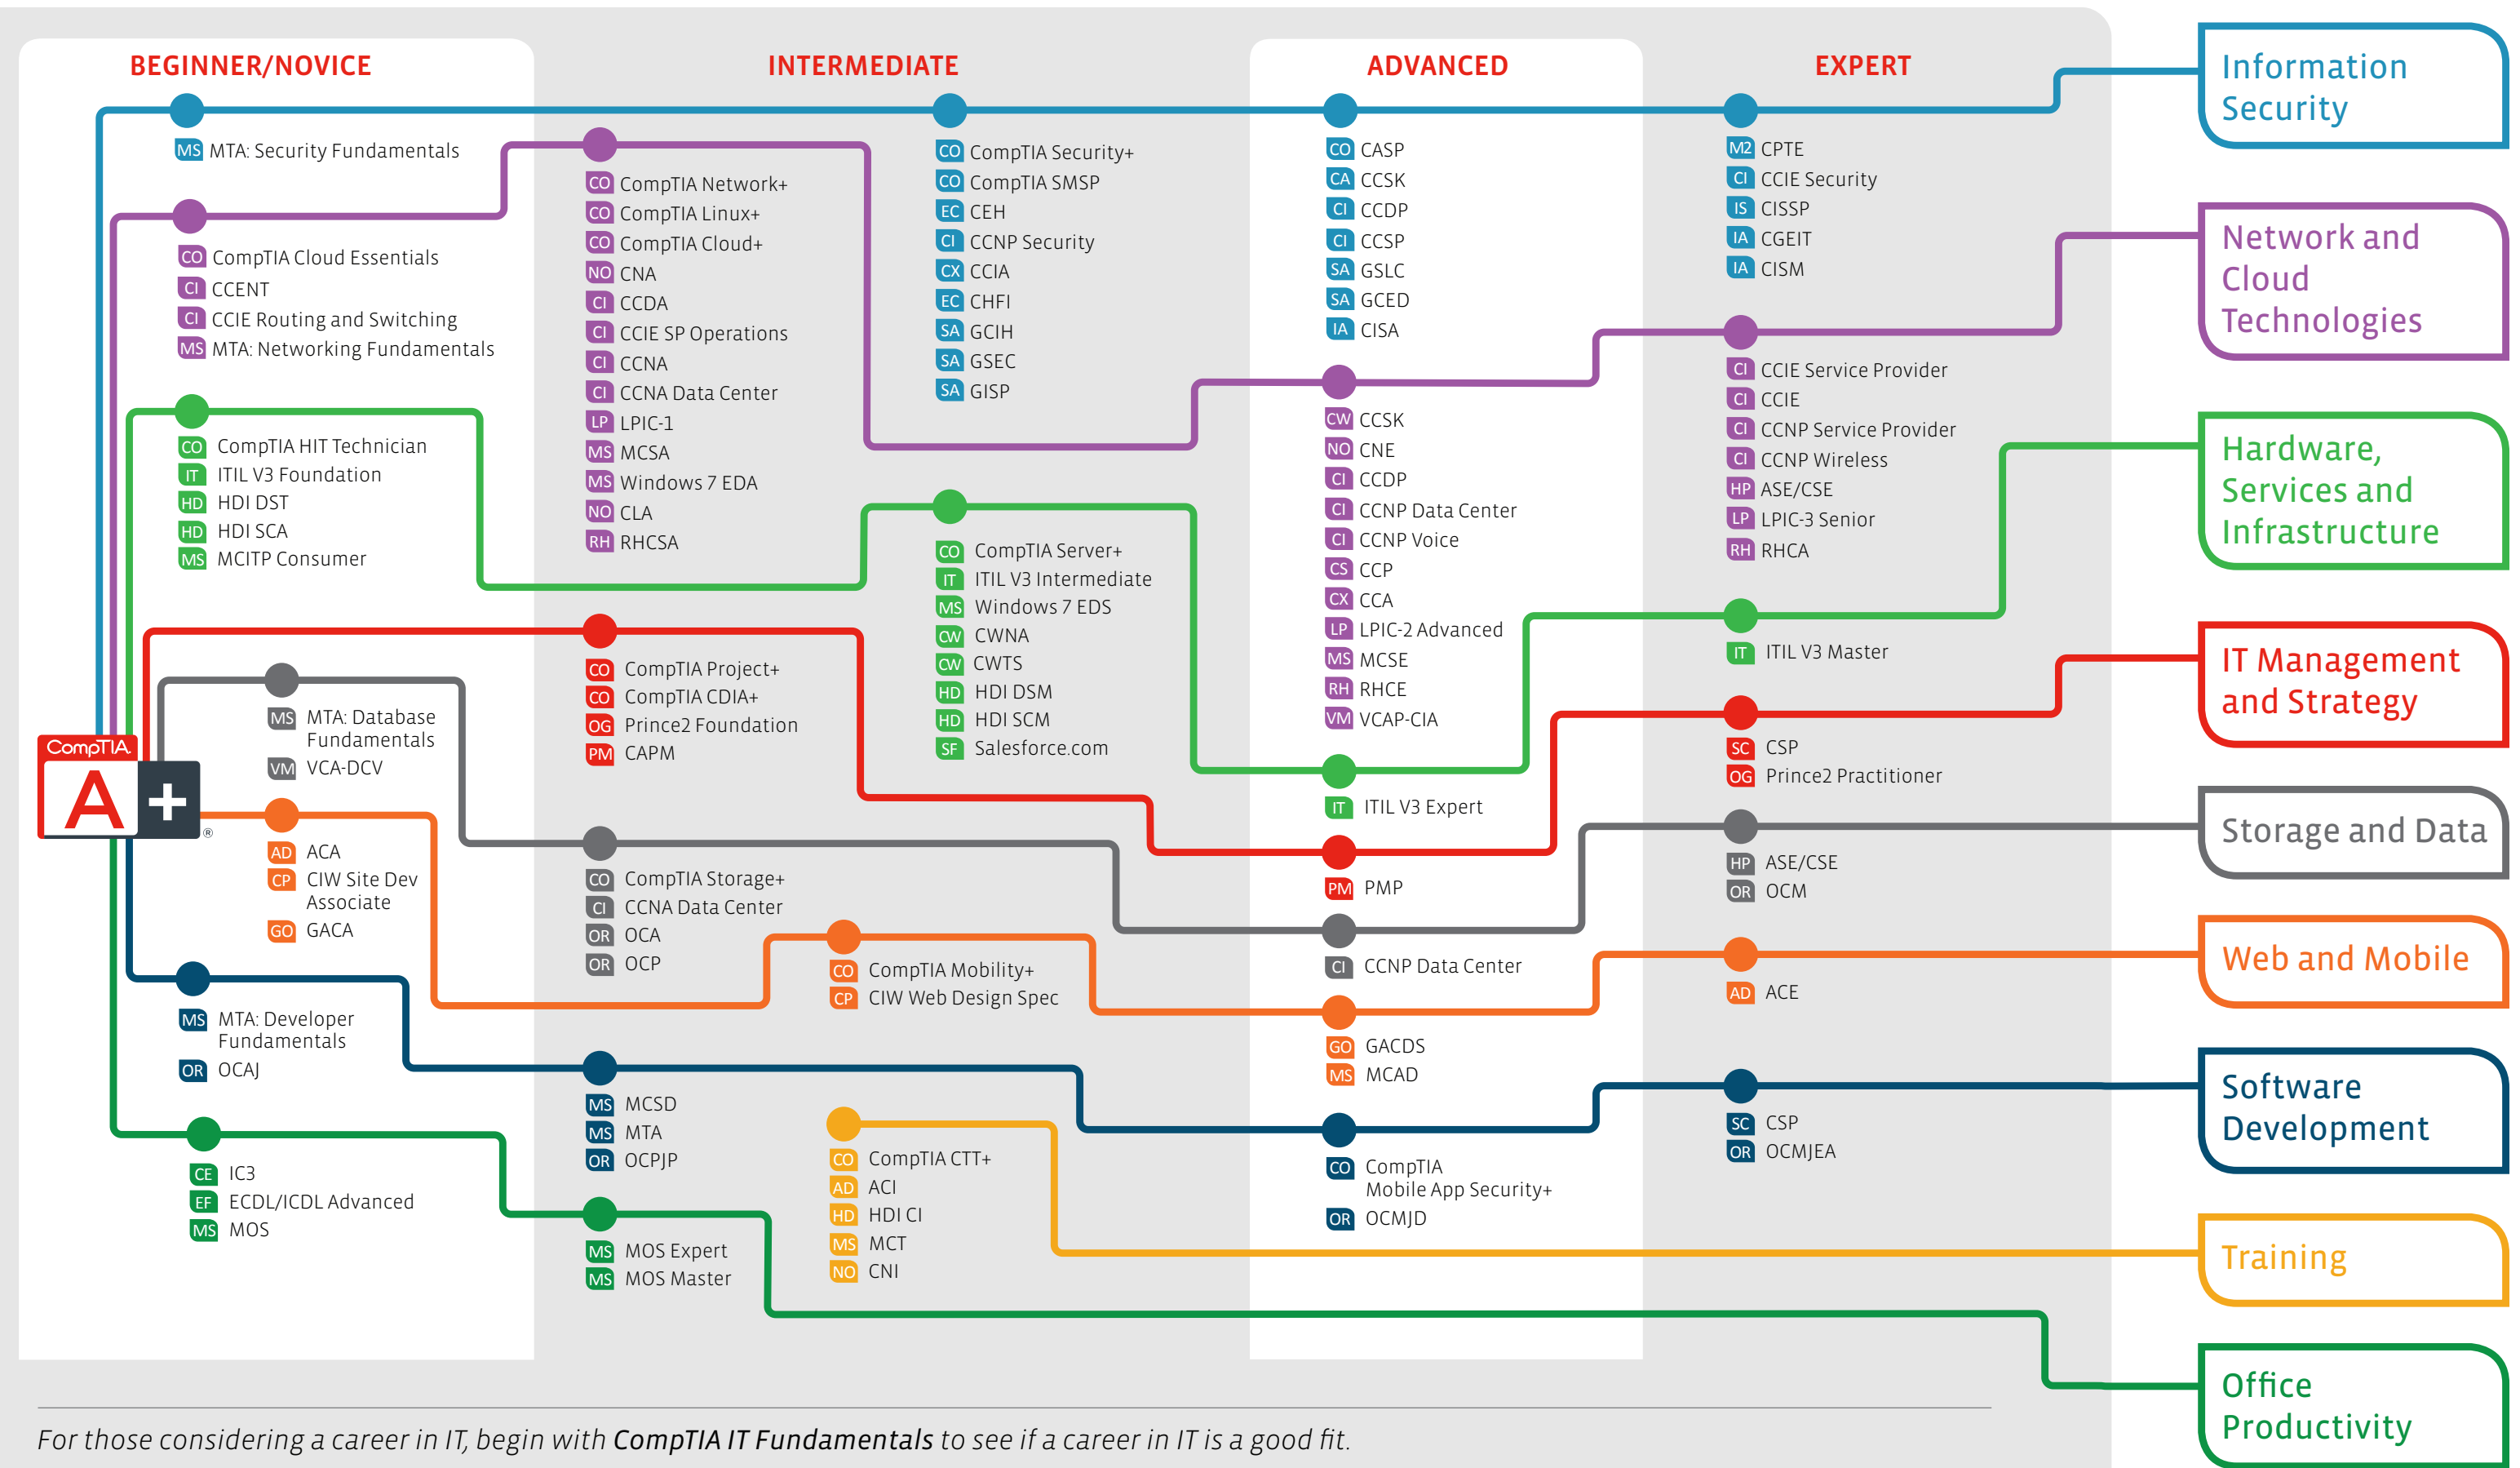 BEGINNER/NOVICE
INTERMEDIATE
ADVANCED
EXPERT
MS MTA: Security Fundamentals
CO CompTIA Security+
CO CompTIA SMSP
EC CEH
CI CCNP Security
CX CCIA
EC CHFI
SA GCIH
SA GSEC
SA GISP
CO CASP
CA CCSK
CI CCDP
CI CCSP
SA GSLC
SA GCED
IA CISA
M2 CPTE
CI CCIE Security
IS CISSP
IA CGEIT
IA CISM
Information
Security
CO CompTIA Cloud Essentials
CI CCENT
CI CCIE Routing and Switching
MS MTA: Networking Fundamentals
CO CompTIA Network+
CO CompTIA Linux+
CO CompTIA Cloud+
NO CNA
CI CCDA
CI CCIE SP Operations
CI CCNA
CI CCNA Data Center
LP LPIC-1
MS MCSA
MS Windows 7 EDA
NO CLA
RH RHCSA
CW CCSK
NO CNE
CI CCDP
CI CCNP Data Center
CI CCNP Voice
CS CCP
CX CCA
LP LPIC-2 Advanced
MS MCSE
RH RHCE
VM VCAP-CIA
CI CCIE Service Provider
CI CCIE
CI CCNP Service Provider
CI CCNP Wireless
HP ASE/CSE
LP LPIC-3 Senior
RH RHCA
Network and
Cloud
Technologies
CO CompTIA HIT Technician
IT ITIL V3 Foundation
HD HDI DST
HD HDI SCA
MS MCITP Consumer
CO CompTIA Server+
IT ITIL V3 Intermediate
MS Windows 7 EDS
CW CWNA
CW CWTS
HD HDI DSM
HD HDI SCM
SF Salesforce.com
IT ITIL V3 Expert
IT ITIL V3 Master
Hardware,
Services and
Infrastructure
CO CompTIA Project+
CO CompTIA CDIA+
OG Prince2 Foundation
PM CAPM
PM PMP
SC CSP
OG Prince2 Practitioner
IT Management
and Strategy
MS MTA: Database
Fundamentals
VM VCA-DCV
CO CompTIA Storage+
CI CCNA Data Center
OR OCA
OR OCP
CI CCNP Data Center
HP ASE/CSE
OR OCM
Storage and Data
CompTIA.
A+
®
AD ACA
CP CIW Site Dev
Associate
GO GACA
CO CompTIA Mobility+
CP CIW Web Design Spec
GO GACDS
MS MCAD
AD ACE
Web and Mobile
MS MTA: Developer
Fundamentals
OR OCAJ
MS MCSD
MS MTA
OR OCPJP
CO CompTIA
Mobile App Security+
OR OCMJD
SC CSP
OR OCMJEA
Software
Development
CO CompTIA CTT+
AD ACI
HD HDI CI
MS MCT
NO CNI
Training
CE IC3
EF ECDL/ICDL Advanced
MS MOS
MS MOS Expert
MS MOS Master
Office
Productivity
For those considering a career in IT, begin with CompTIA IT Fundamentals to see if a career in IT is a good fit.